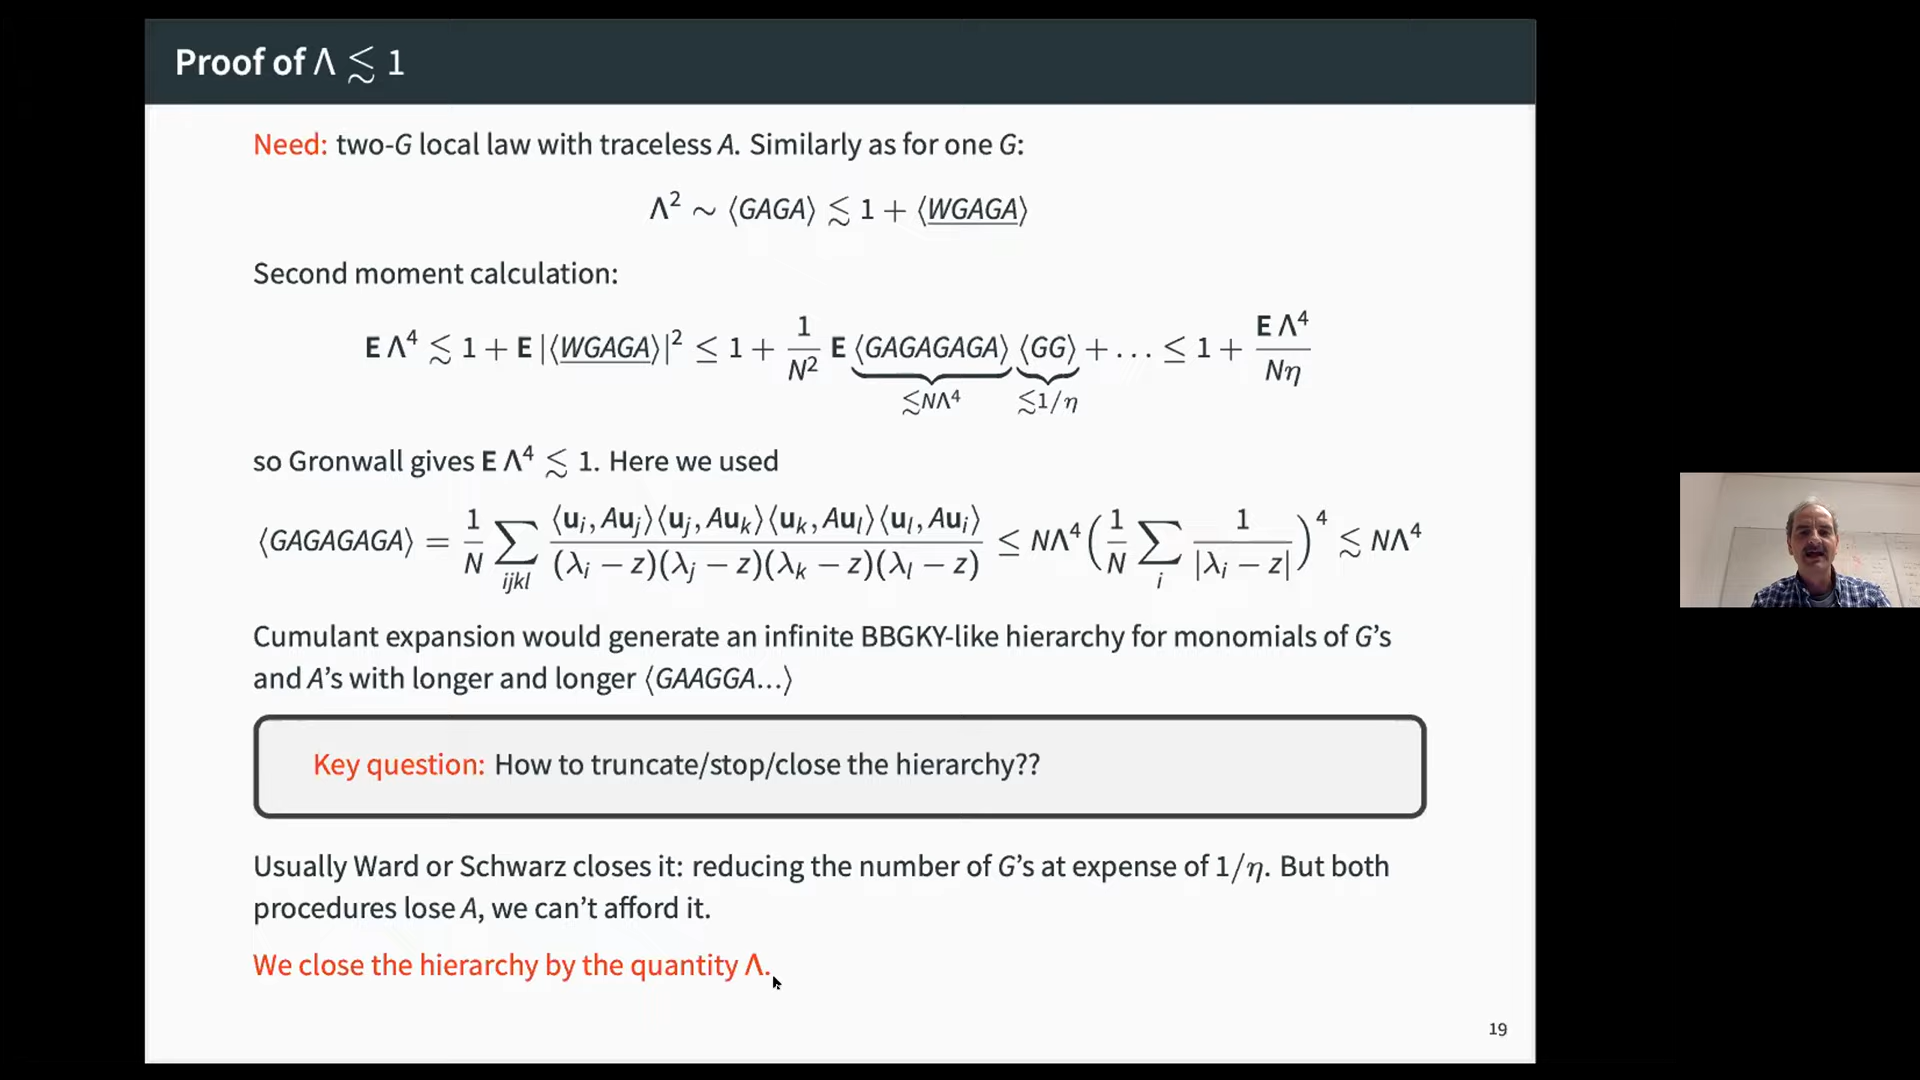 Proof of Λ ≲ 1
Need: two-G local law with traceless A. Similarly as for one G:
Λ² ∼ ⟨GAGA⟩ ≲ 1 + ⟨W̲G̲A̲G̲A̲⟩
Second moment calculation:
E Λ⁴ ≲ 1 + E |⟨W̲G̲A̲G̲A̲⟩|² ≤ 1 + 1/N² E ⟨GAGAGAGA⟩ ⟨GG⟩ + … ≤ 1 + E Λ⁴/Nη
≲NΛ⁴ ≲1/η
so Gronwall gives E Λ⁴ ≲ 1. Here we used
⟨GAGAGAGA⟩ = 1/N ∑_{ijkl} ⟨u_i, Au_j⟩⟨u_j, Au_k⟩⟨u_k, Au_l⟩⟨u_l, Au_i⟩ / (λ_i − z)(λ_j − z)(λ_k − z)(λ_l − z) ≤ NΛ⁴(1/N ∑_i 1/|λ_i − z|)⁴ ≲ NΛ⁴
Cumulant expansion would generate an infinite BBGKY-like hierarchy for monomials of G's
and A's with longer and longer ⟨GAAGGA…⟩
Key question: How to truncate/stop/close the hierarchy??
Usually Ward or Schwarz closes it: reducing the number of G's at expense of 1/η. But both
procedures lose A, we can't afford it.
We close the hierarchy by the quantity Λ.
19